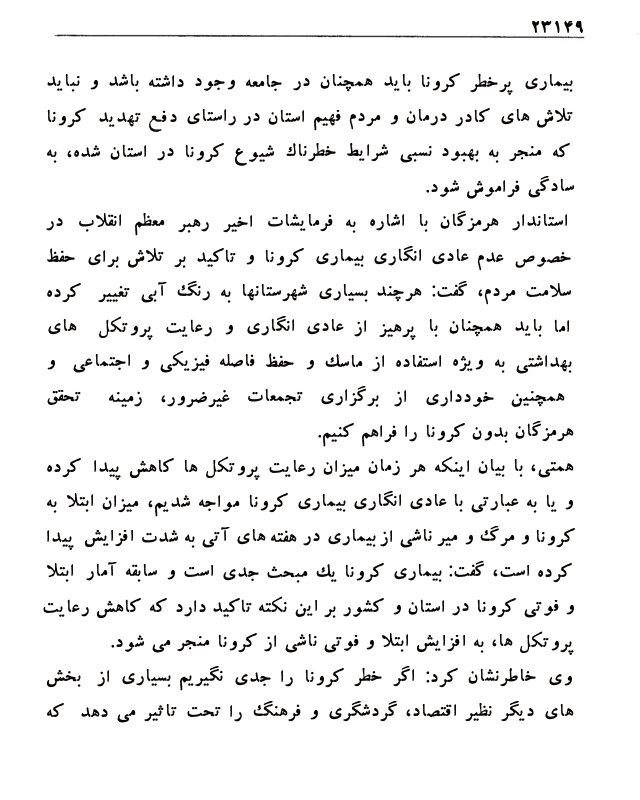 ۲۳۱۴۹
بیماری پرخطر کرونا باید همچنان در جامعه وجود داشته باشد و نباید
تلاش های کادر درمان و مردم فهیم استان در راستای دفع تهدید کرونا
که منجر به بهبود نسبی شرایط خطرناك شیوع کرونا در استان شده، به
سادگی فراموش شود.
استاندار هرمزگان با اشاره به فرمایشات اخیر رهبر معظم انقلاب در
خصوص عدم عادی انگاری بیماری کرونا و تاکید بر تلاش برای حفظ
سلامت مردم، گفت: هرچند بسیاری شهرستانها به رنگ آبی تغییر کرده
اما باید همچنان با پرهیز از عادی انگاری و رعایت پروتکل های
بهداشتی به ویژه استفاده از ماسك و حفظ فاصله فیزیکی و اجتماعی و
همچنین خودداری از برگزاری تجمعات غیرضرور، زمینه تحقق
هرمزگان بدون کرونا را فراهم کنیم.
همتی، با بیان اینکه هر زمان میزان رعایت پروتکل ها کاهش پیدا کرده
و یا به عبارتی با عادی انگاری بیماری کرونا مواجه شدیم، میزان ابتلا به
کرونا و مرگ و میر ناشی از بیماری در هفته های آتی به شدت افزایش پیدا
کرده است، گفت: بیماری کرونا یك مبحث جدی است و سابقه آمار ابتلا
و فوتی کرونا در استان و کشور بر این نکته تاکید دارد که کاهش رعایت
پروتکل ها، به افزایش ابتلا و فوتی ناشی از کرونا منجر می شود.
وی خاطرنشان کرد: اگر خطر کرونا را جدی نگیریم بسیاری از بخش
های دیگر نظیر اقتصاد، گردشگری و فرهنگ را تحت تاثیر می دهد که